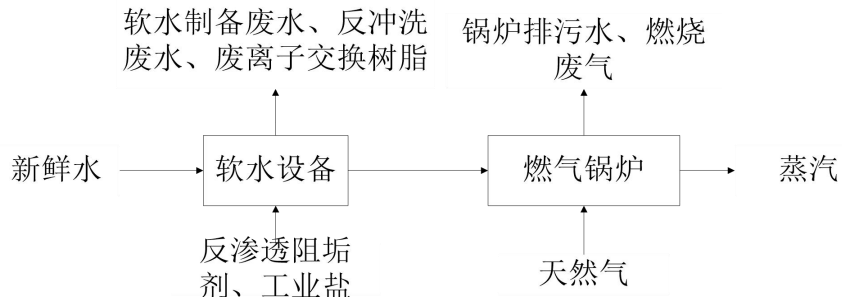 软水制备废水、反冲洗
废水、废离子交换树脂
锅炉排污水、燃烧
废气
新鲜水
软水设备
燃气锅炉
蒸汽
反渗透阻垢
剂、工业盐
天然气